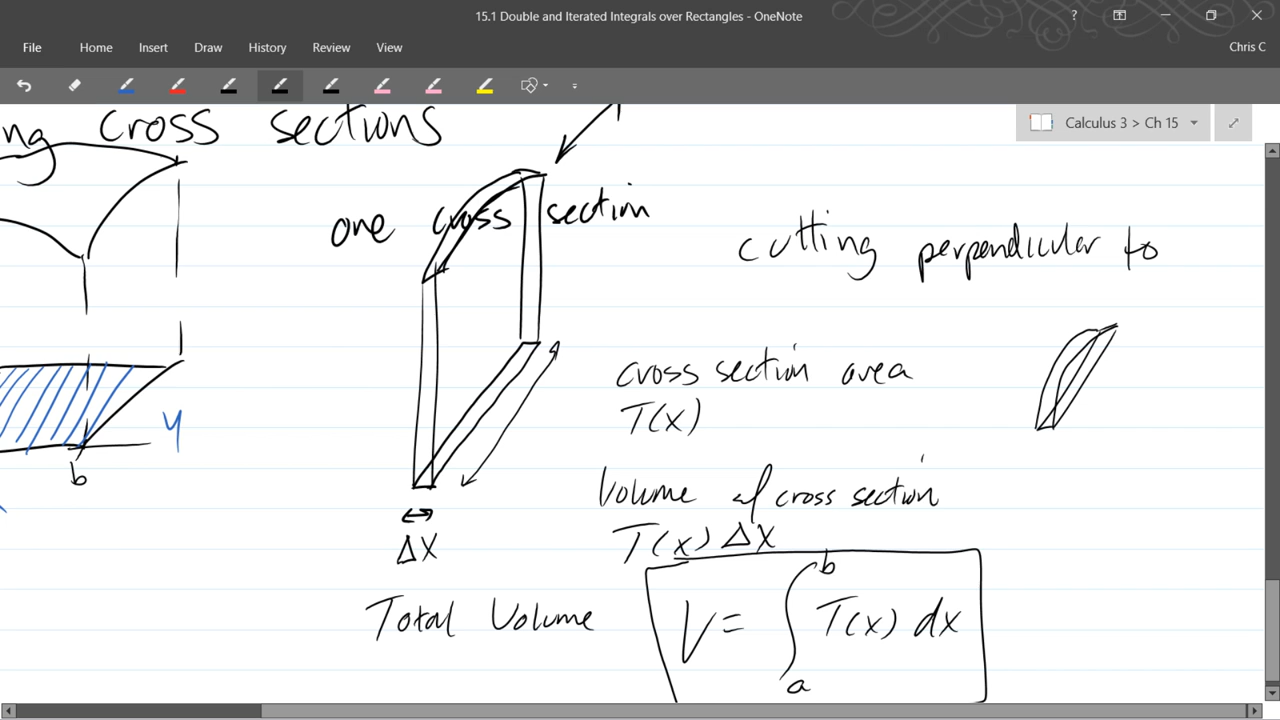 15.1 Double and Iterated Integrals over Rectangles - OneNote
?
File Home Insert Draw History Review View
Chris C
Calculus 3 > Ch 15
ng cross sections
one cross section
cutting perpendicular to
cross section area
T(x)
y
b
Volume of cross section
T(x) Δx
Δx
Total Volume
V = ∫ₐᵇ T(x) dx